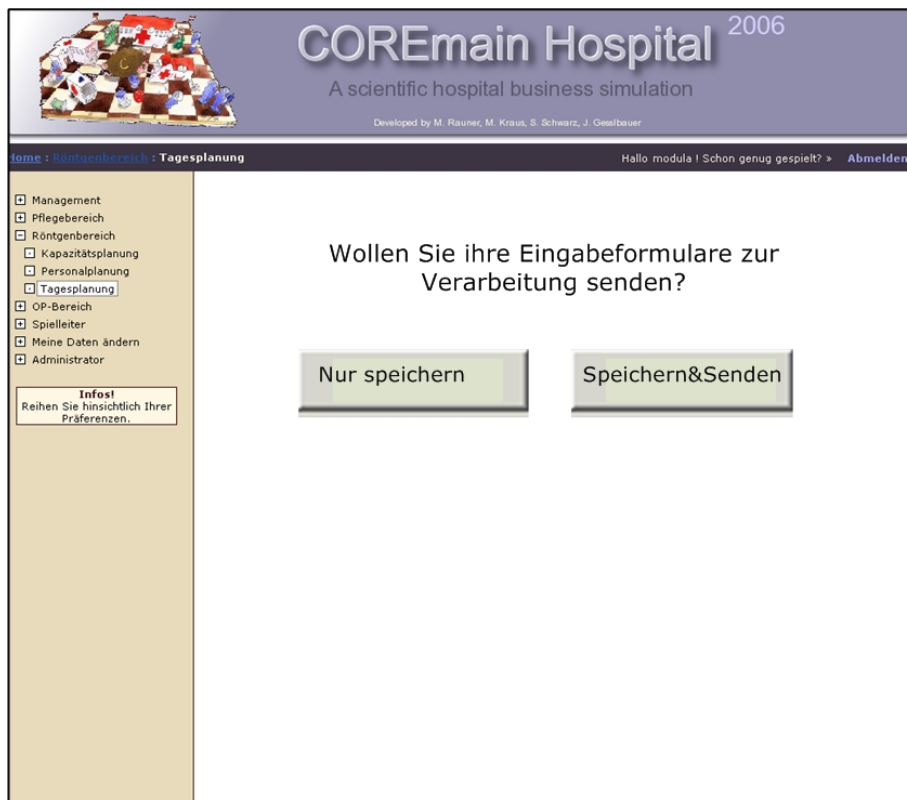 COREmain Hospital 2006
A scientific hospital business simulation
Developed by M. Rauner, M. Kraus, S. Schwarz, J. Gesslbauer
Home : Röntgenbereich : Tagesplanung
Hallo modula ! Schon genug gespielt? » Abmelden
Management
Pflegebereich
Röntgenbereich
Kapazitätsplanung
Personalplanung
Tagesplanung
OP-Bereich
Spielleiter
Meine Daten ändern
Administrator
Infos!
Reihen Sie hinsichtlich Ihrer
Präferenzen.
Wollen Sie ihre Eingabeformulare zur
Verarbeitung senden?
Nur speichern
Speichern&Senden